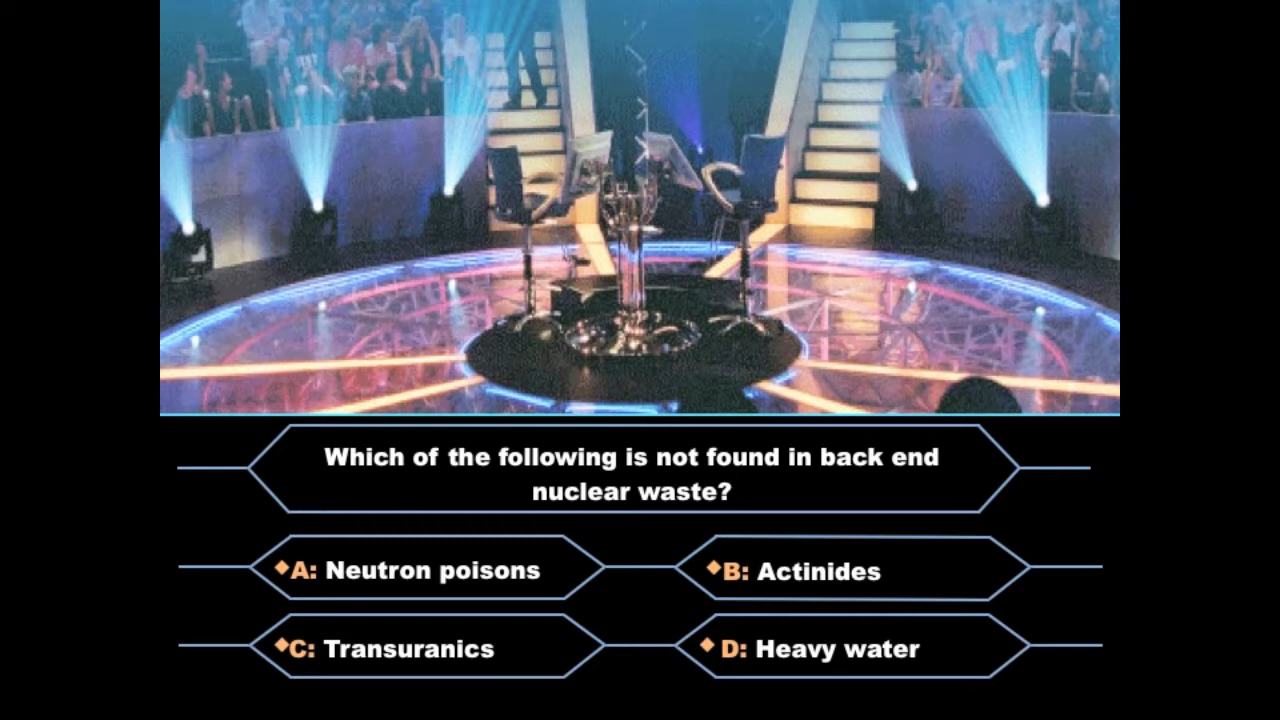 Which of the following is not found in back end
nuclear waste?
◆A: Neutron poisons
◆B: Actinides
◆C: Transuranics
◆ D: Heavy water